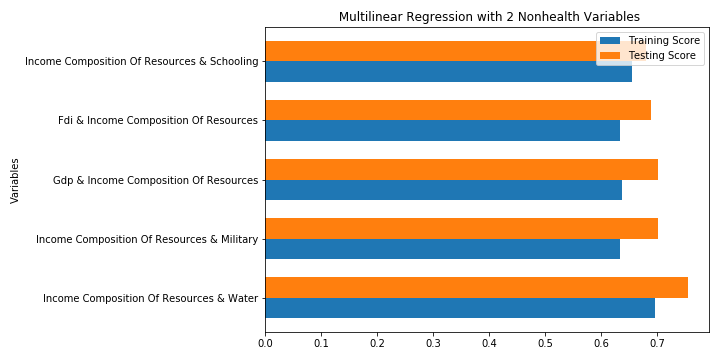 Multilinear Regression with 2 Nonhealth Variables
Training Score
Testing Score
Income Composition Of Resources & Schooling
Fdi & Income Composition Of Resources
Gdp & Income Composition Of Resources
Income Composition Of Resources & Military
Income Composition Of Resources & Water
Variables
0.0 0.1 0.2 0.3 0.4 0.5 0.6 0.7